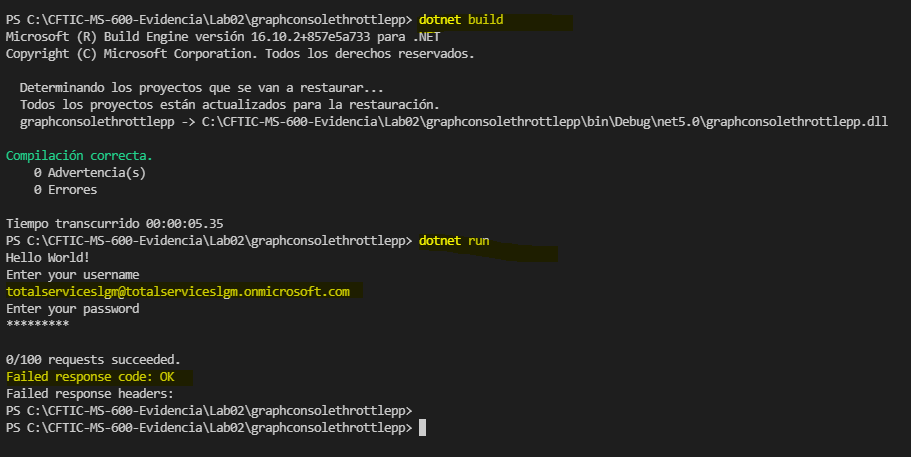 PS C:\CFTIC-MS-600-Evidencia\Lab02\graphconsolethrottlepp> dotnet build
Microsoft (R) Build Engine versión 16.10.2+857e5a733 para .NET
Copyright (C) Microsoft Corporation. Todos los derechos reservados.
Determinando los proyectos que se van a restaurar...
Todos los proyectos están actualizados para la restauración.
graphconsolethrottlepp -> C:\CFTIC-MS-600-Evidencia\Lab02\graphconsolethrottlepp\bin\Debug\net5.0\graphconsolethrottlepp.dll
Compilación correcta.
0 Advertencia(s)
0 Errores
Tiempo transcurrido 00:00:05.35
PS C:\CFTIC-MS-600-Evidencia\Lab02\graphconsolethrottlepp> dotnet run
Hello World!
Enter your username
totalserviceslgm@totalserviceslgm.onmicrosoft.com
Enter your password
*********
0/100 requests succeeded.
Failed response code: OK
Failed response headers:
PS C:\CFTIC-MS-600-Evidencia\Lab02\graphconsolethrottlepp>
PS C:\CFTIC-MS-600-Evidencia\Lab02\graphconsolethrottlepp>